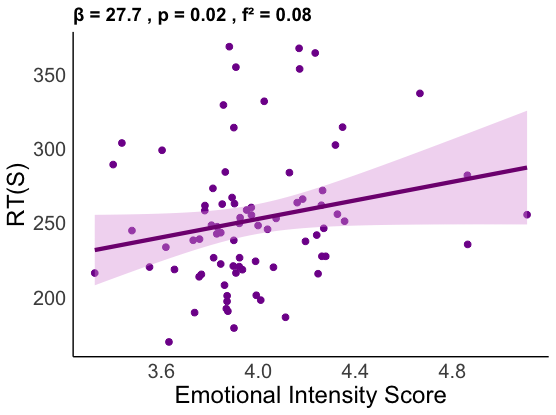 β = 27.7 , p = 0.02 , f² = 0.08
RT(S)
350
300
250
200
3.6 4.0 4.4 4.8
Emotional Intensity Score